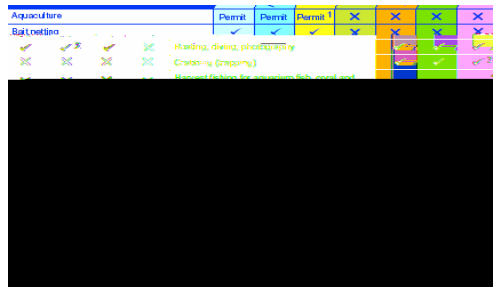 Aquaculture Permit Permit Permit 1 ✕ ✕ ✕ ✕
Bait netting ✓ ✓ ✓ ✕ ✕ ✕ ✕
Boating, diving, photography
Crabbing (trapping)
Harvest fishing for aquarium fish, coral and